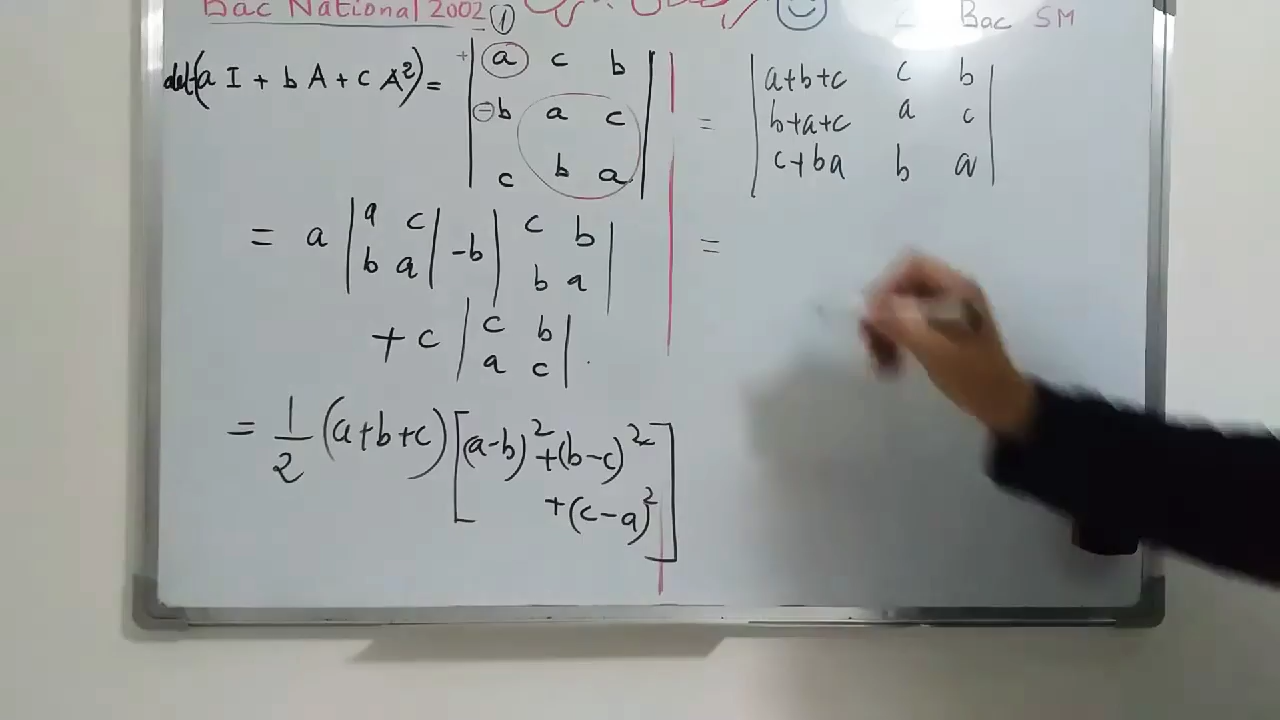 Bac National 2002 ①
Bac SM
det(a I + b A + c A²) = | a c b | = | a+b+c c b |
⊖b a c b+a+c a c
c b a c+ba b a
= a | a c | -b | c b | =
b a b a
+ c | c b | .
a c
= 1/2 (a+b+c) [(a-b)² + (b-c)²
+ (c-a)²]